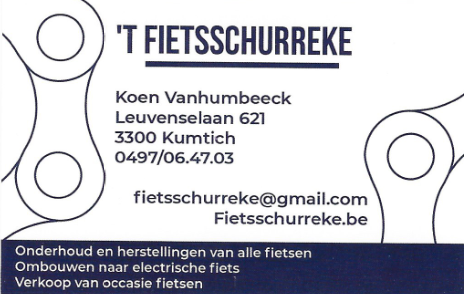 'T FIETSSCHURREKE
Koen Vanhumbeeck
Leuvenselaan 621
3300 Kumtich
0497/06.47.03
fietsschurreke@gmail.com
Fietsschurreke.be
Onderhoud en herstellingen van alle fietsen
Ombouwen naar electrische fiets
Verkoop van occasie fietsen